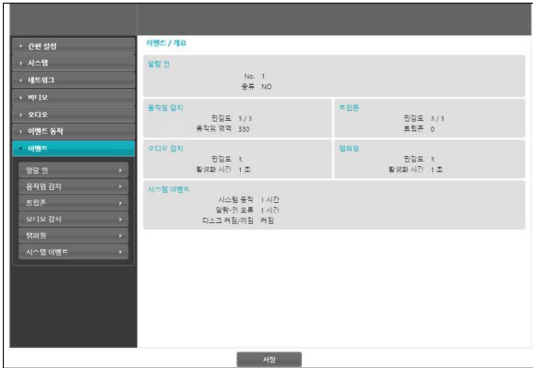 간편 설정
시스템
네트워크
비디오
오디오
이벤트 동작
이벤트
알람 인
움직임 감지
트립존
오디오 감지
탬퍼링
시스템 이벤트
이벤트 / 개요
알람 인
No. 1
종류 NO
움직임 감지
민감도 3 / 3
움직임 영역 330
트립존
민감도 3 / 3
트립존 0
오디오 감지
민감도 3
활성화 시간 1 초
탬퍼링
민감도 3
활성화 시간 1 초
시스템 이벤트
시스템 동작 1 시간
알람-인 오류 1 시간
디스크 켜짐/꺼짐 켜짐
저장